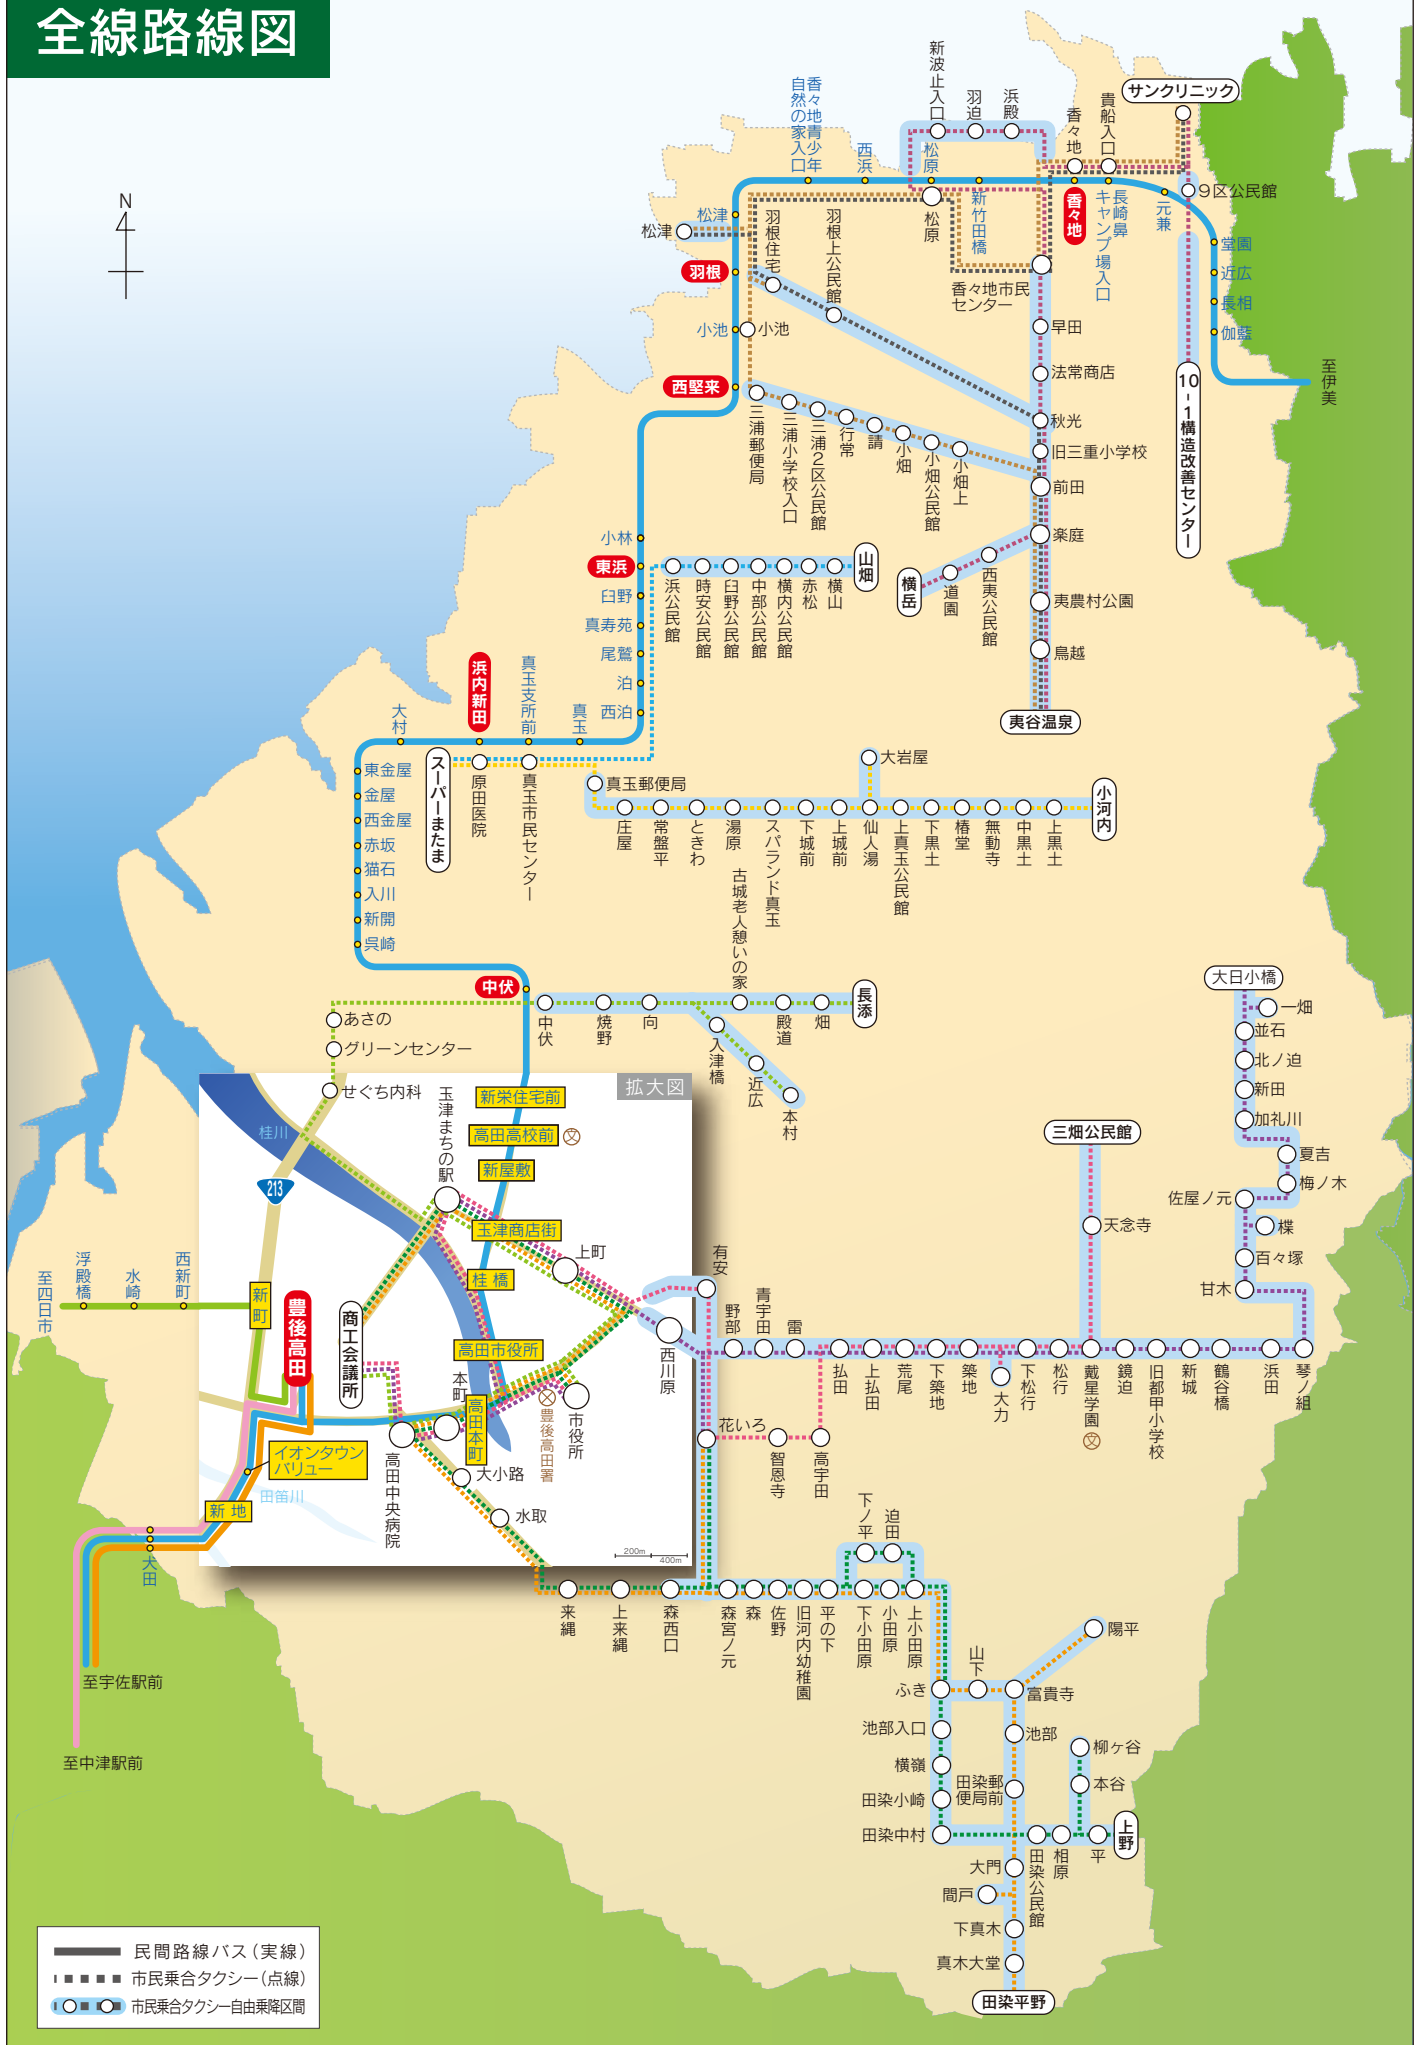 全線路線図
N
サンクリニック
新波止入口
羽迫
浜殿
香々地
貴船入口
香々地青少年
自然の家入口
西浜
松原
新竹田橋
香々地
長崎鼻
キャンプ場入口
元兼
9区公民館
松津
松津
羽根住宅
羽根上公民館
松原
堂園
近広
長相
伽藍
至伊美
羽根
香々地市民
センター
小池
小池
早田
西堅来
法常商店
10-1構造改善センター
三浦郵便局
三浦小学校入口
三浦2区公民館
行常
請
小畑
小畑公民館
小畑上
秋光
旧三重小学校
前田
楽庭
小林
東浜
浜公民館
時安公民館
臼野公民館
中部公民館
横内公民館
赤松
横山
山畑
横岳
道園
西夷公民館
夷農村公園
鳥越
夷谷温泉
臼野
真寿苑
尾鷲
泊
西泊
浜内新田
真玉支所前
真玉
大村
スーパーまたま
原田医院
真玉市民センター
真玉郵便局
大岩屋
小河内
庄屋
常盤平
ときわ
湯原
スパランド真玉
下城前
上城前
仙人湯
上真玉公民館
下黒土
椿堂
無動寺
中黒土
上黒土
東金屋
金屋
西金屋
赤坂
猫石
入川
新開
呉崎
中伏
古城老人憩いの家
中伏
焼野
向
殿道
畑
長添
入津橋
近広
本村
あさの
グリーンセンター
せぐち内科
大日小橋
一畑
並石
北ノ迫
新田
加礼川
夏吉
梅ノ木
佐屋ノ元
楪
百々塚
甘木
三畑公民館
天念寺
拡大図
桂川
213
玉津まちの駅
新栄住宅前
高田高校前
文
新屋敷
玉津商店街
上町
桂橋
高田市役所
西川原
有安
野部
青宇田
雷
払田
上払田
荒尾
下築地
築地
大力
下松行
松行
戴星学園
文
鏡迫
旧都甲小学校
新城
鶴谷橋
浜田
琴ノ組
花いろ
智恩寺
高宇田
至四日市
浮殿橋
水崎
西新町
新町
豊後高田
商工会議所
本町
高田本町
豊後高田署
市役所
イオンタウン
バリュー
田笛川
新地
高田中央病院
大小路
水取
200m
400m
犬田
至宇佐駅前
至中津駅前
来縄
上来縄
森西口
森宮ノ元
森
佐野
旧河内幼稚園
平の下
下ノ平
迫田
下小田原
小田原
上小田原
ふき
山下
富貴寺
陽平
池部入口
池部
横嶺
田染郵
便局前
田染小崎
田染中村
柳ヶ谷
本谷
上野
田染公民館
相原
平
大門
間戸
下真木
真木大堂
田染平野
民間路線バス(実線)
市民乗合タクシー(点線)
市民乗合タクシー自由乗降区間